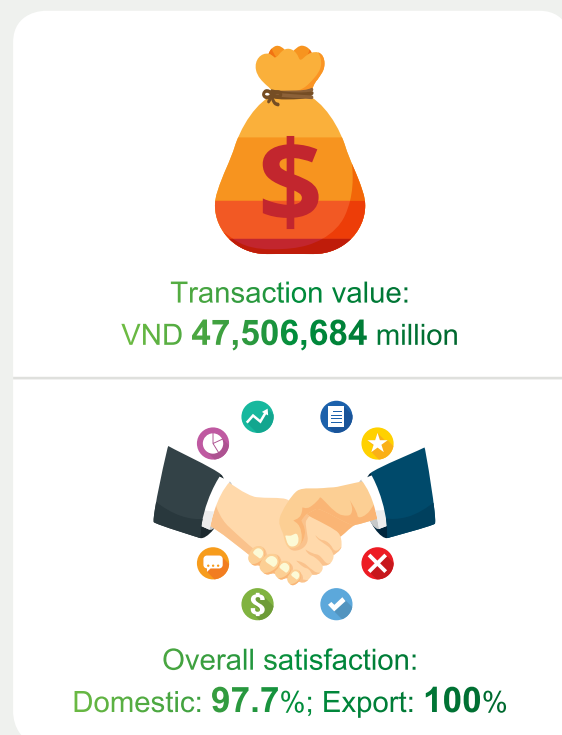 $
Transaction value:
VND 47,506,684 million
$
Overall satisfaction:
Domestic: 97.7%; Export: 100%